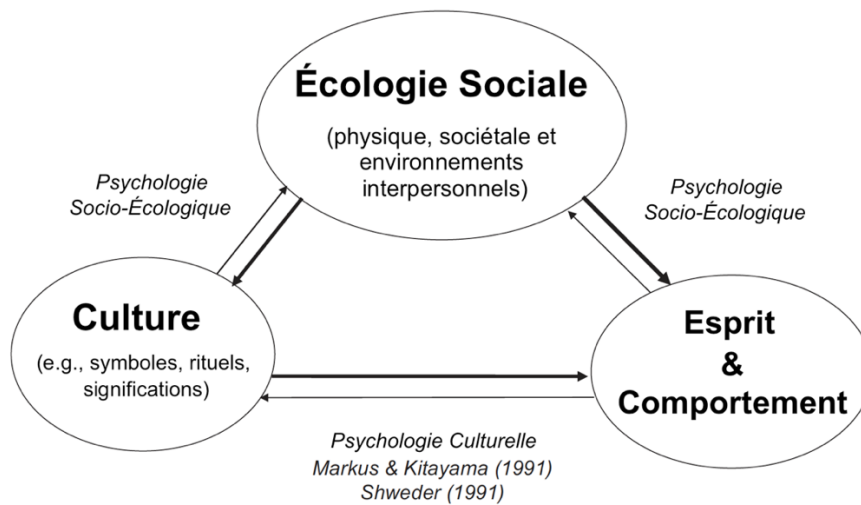 Écologie Sociale
(physique, sociétale et
environnements
interpersonnels)
Psychologie
Socio-Écologique
Psychologie
Socio-Écologique
Culture
(e.g., symboles, rituels,
significations)
Esprit
&
Comportement
Psychologie Culturelle
Markus & Kitayama (1991)
Shweder (1991)